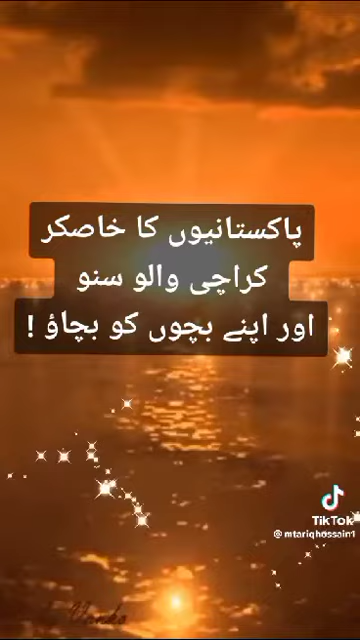 پاکستانیوں کا خاصکر
کراچی والو سنو
اور اپنے بچوں کو بچاؤ !
TikTok
@mtariqhossain1